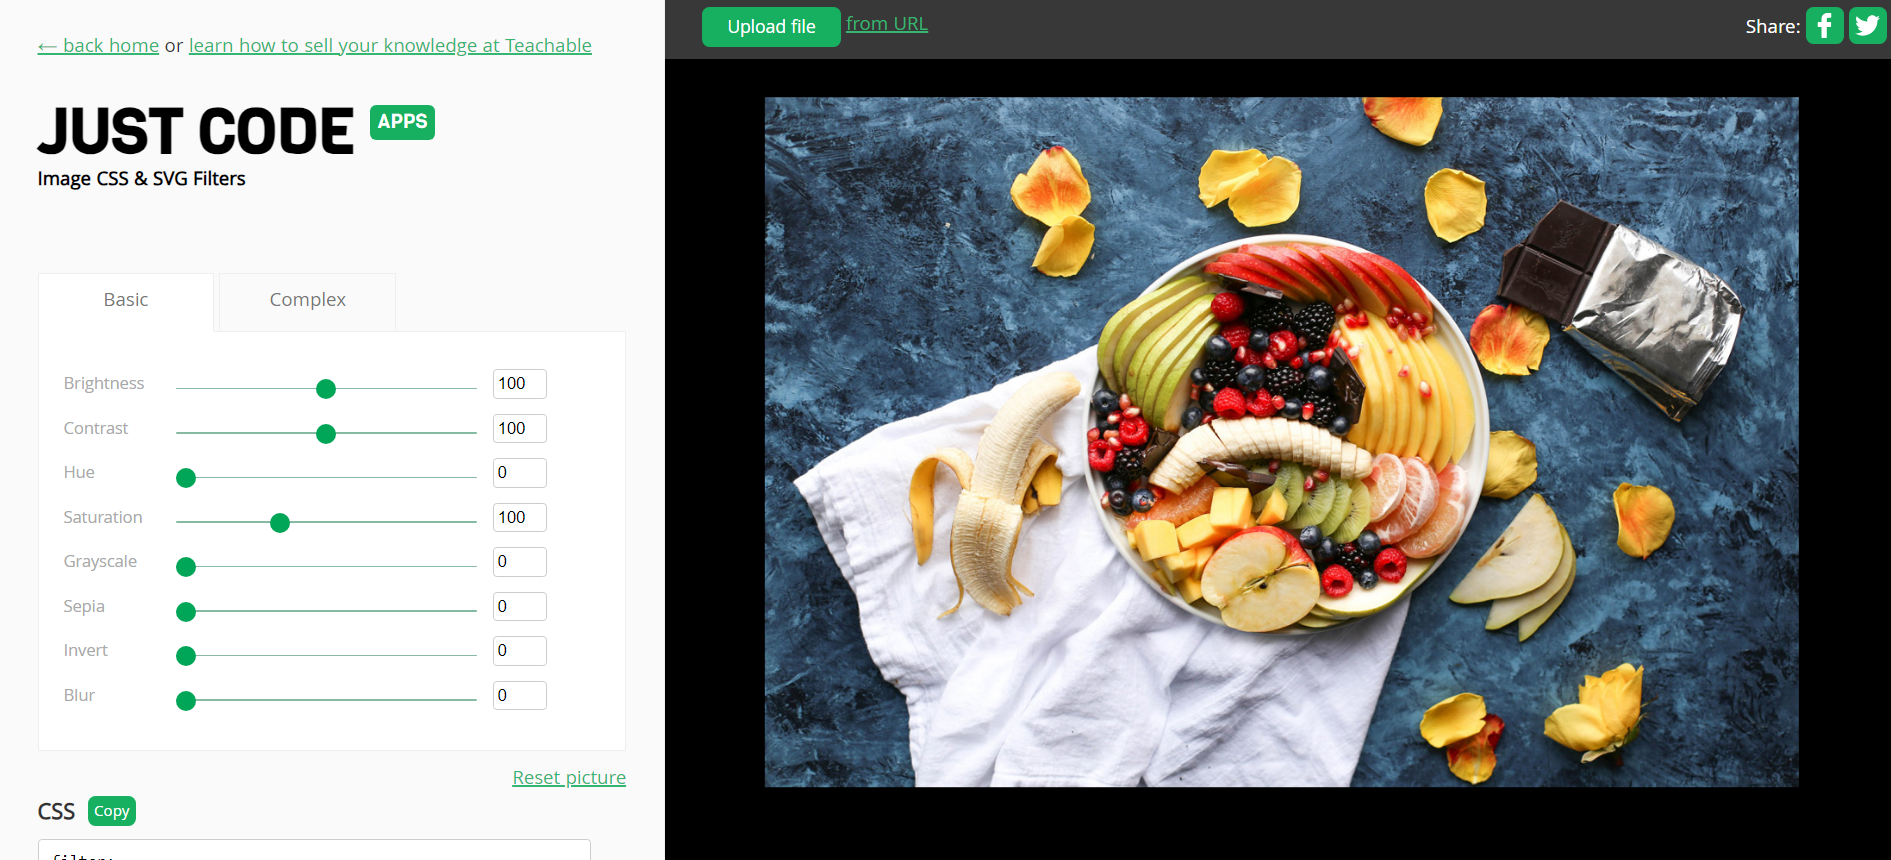 ← back home or learn how to sell your knowledge at Teachable
Upload file from URL
Share:
JUST CODE APPS
Image CSS & SVG Filters
Basic Complex
Brightness 100
Contrast 100
Hue 0
Saturation 100
Grayscale 0
Sepia 0
Invert 0
Blur 0
Reset picture
CSS Copy
filter: